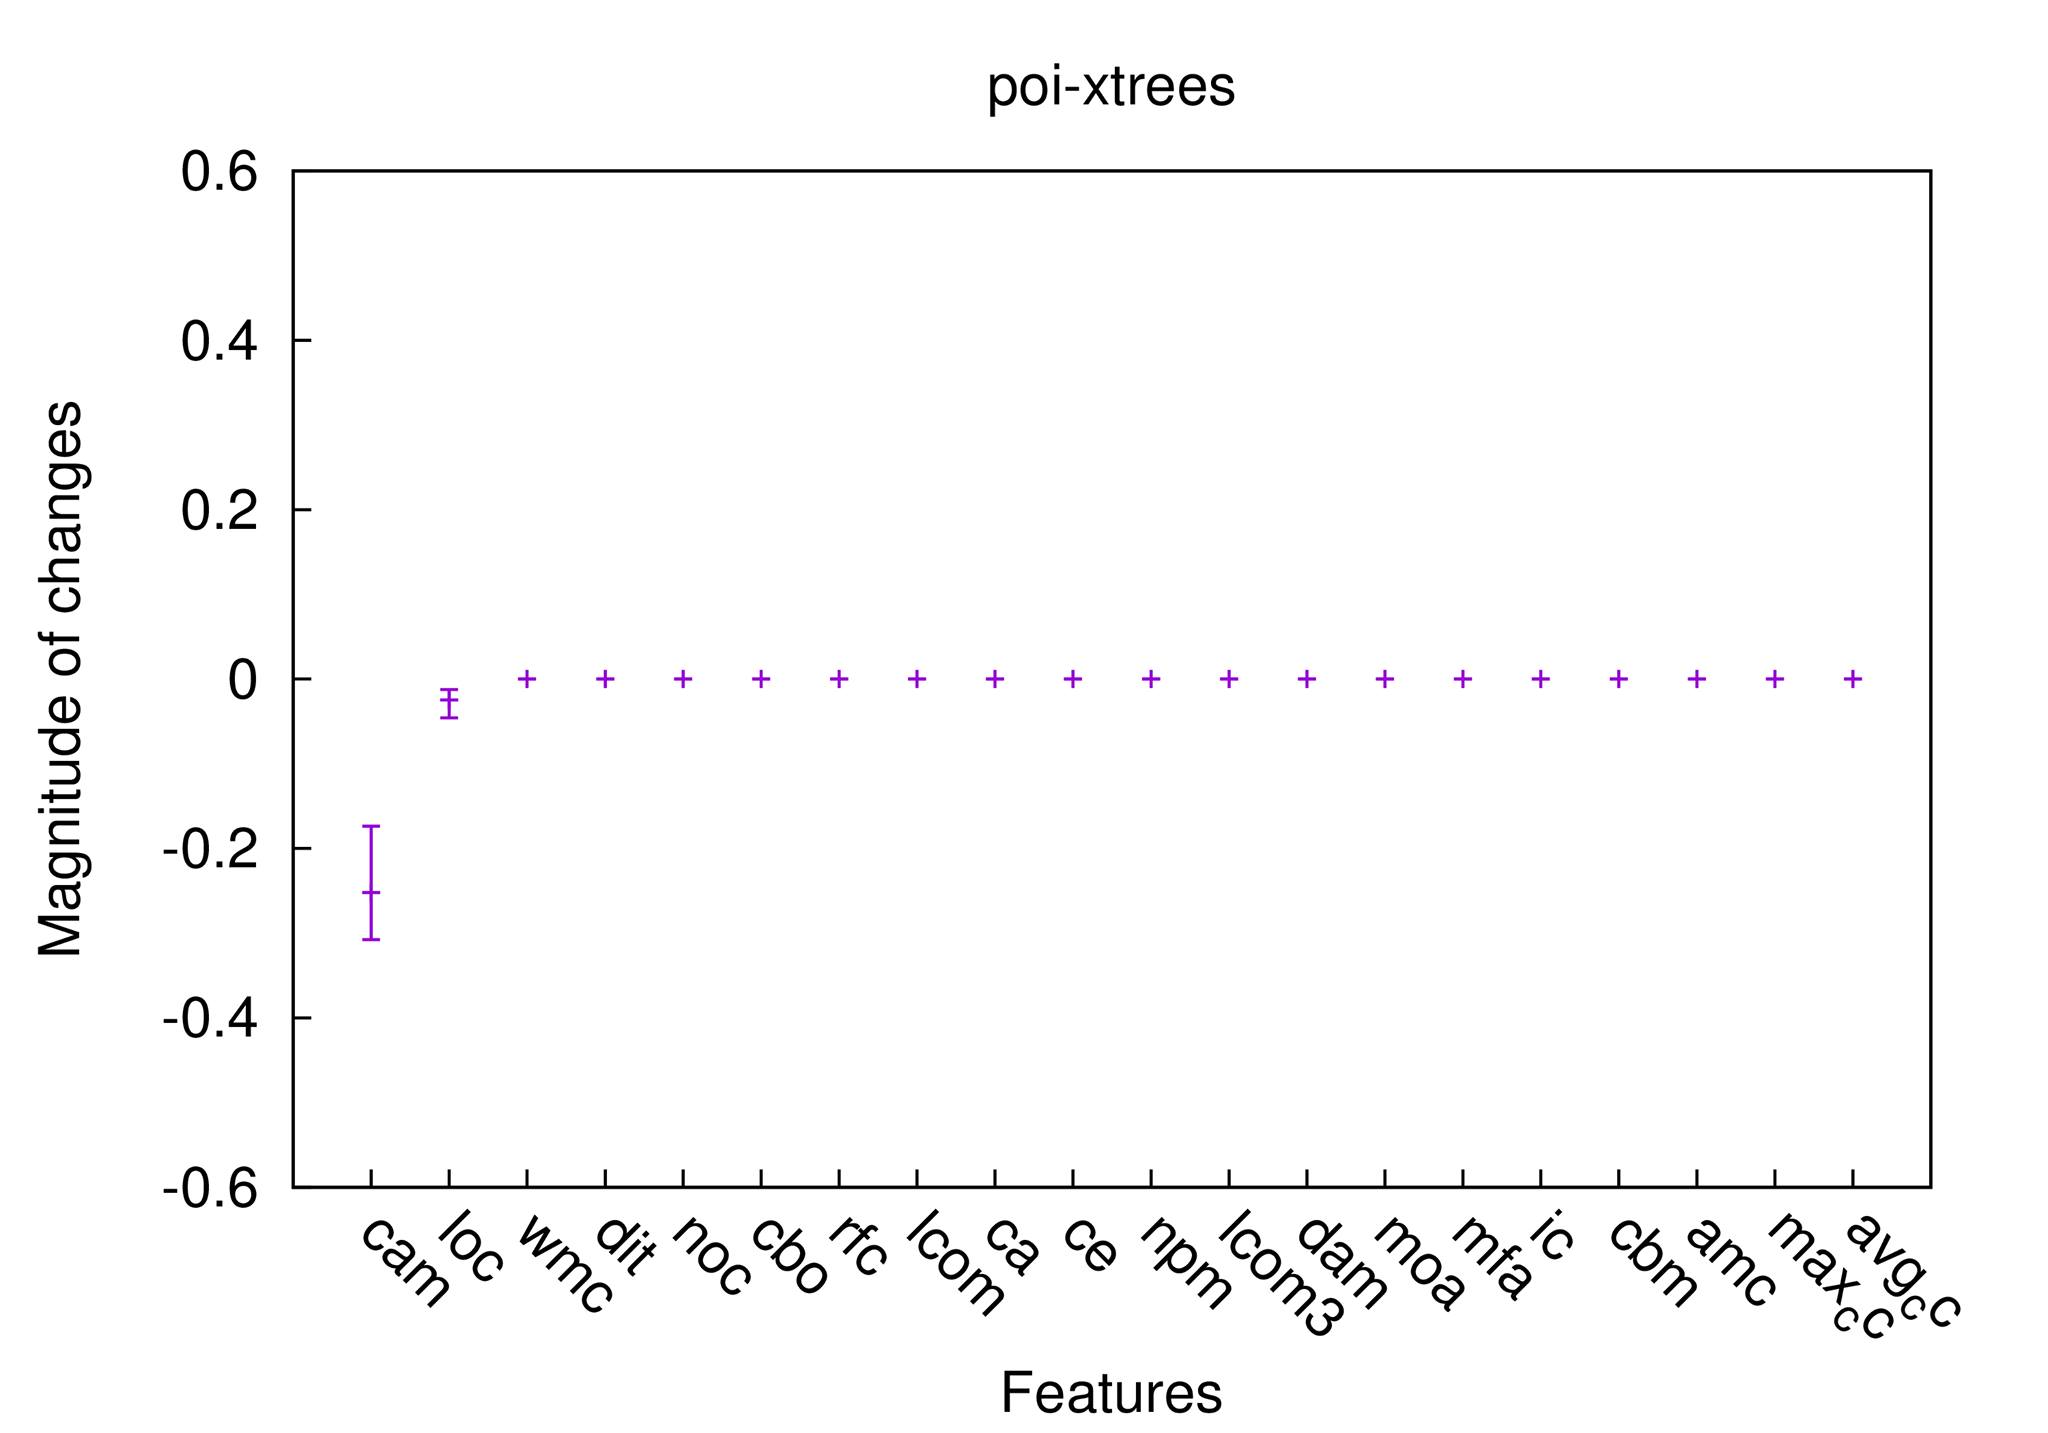 poi-xtrees
0.6
0.4
0.2
0
-0.2
-0.4
-0.6
Magnitude of changes
cam
loc
wmc
dit
noc
cbo
rfc
lcom
ca
ce
npm
lcom3
dam
moa
mfa
ic
cbm
amc
max_cc
avg_cc
Features